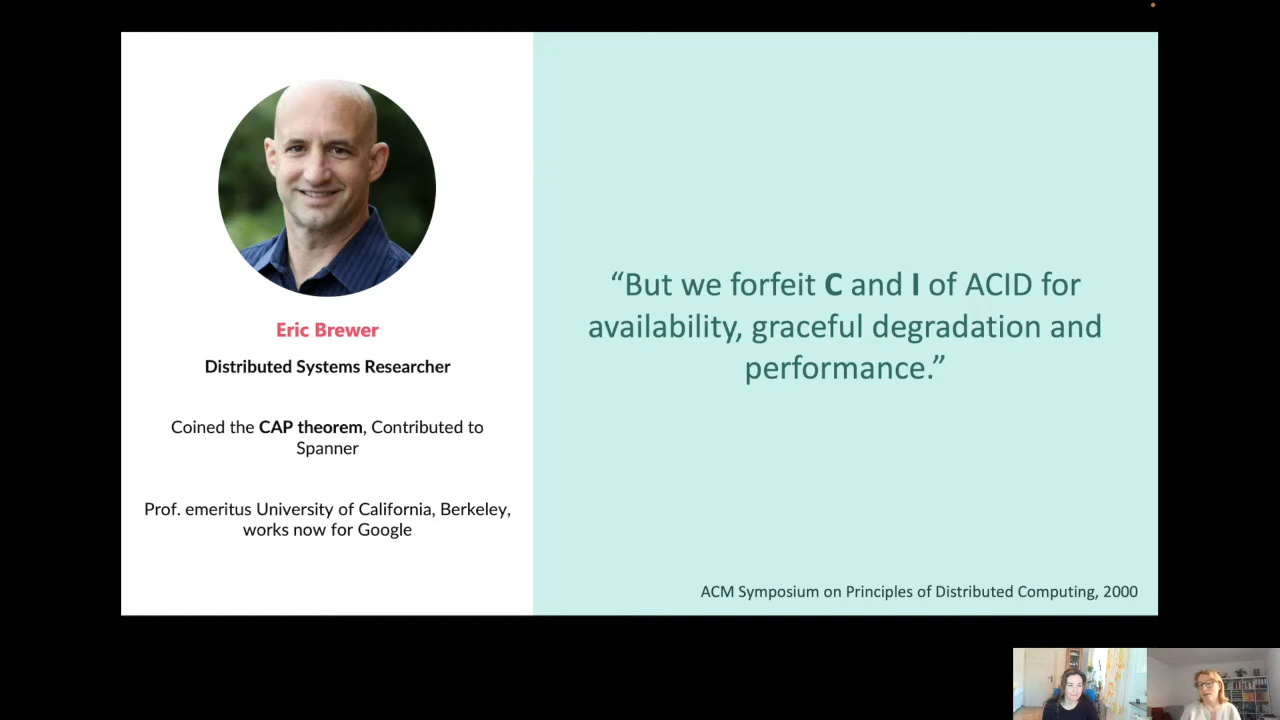 Eric Brewer
Distributed Systems Researcher
Coined the CAP theorem, Contributed to
Spanner
Prof. emeritus University of California, Berkeley,
works now for Google
“But we forfeit C and I of ACID for
availability, graceful degradation and
performance.”
ACM Symposium on Principles of Distributed Computing, 2000